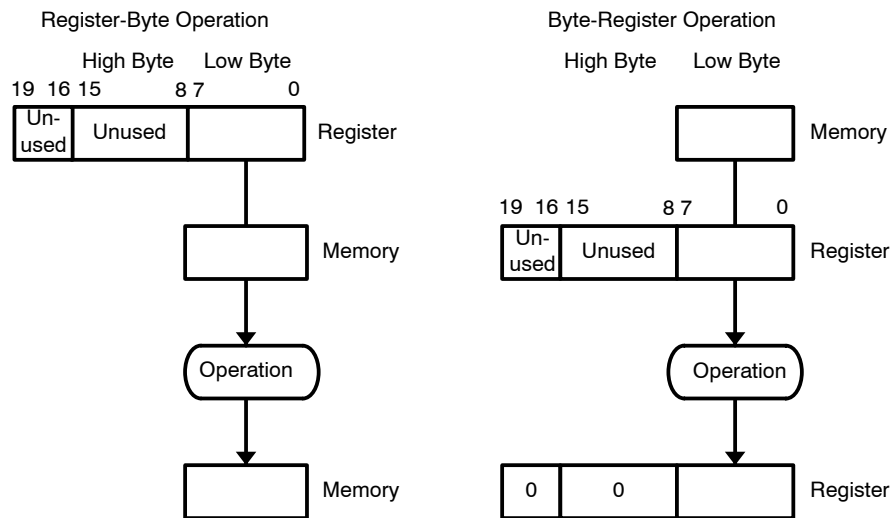 Register-Byte Operation
High Byte Low Byte
19 16 15 8 7 0
Un-
used
Unused
Register
Memory
Operation
Memory
Byte-Register Operation
High Byte Low Byte
Memory
19 16 15 8 7 0
Un-
used
Unused
Register
Operation
0 0
Register